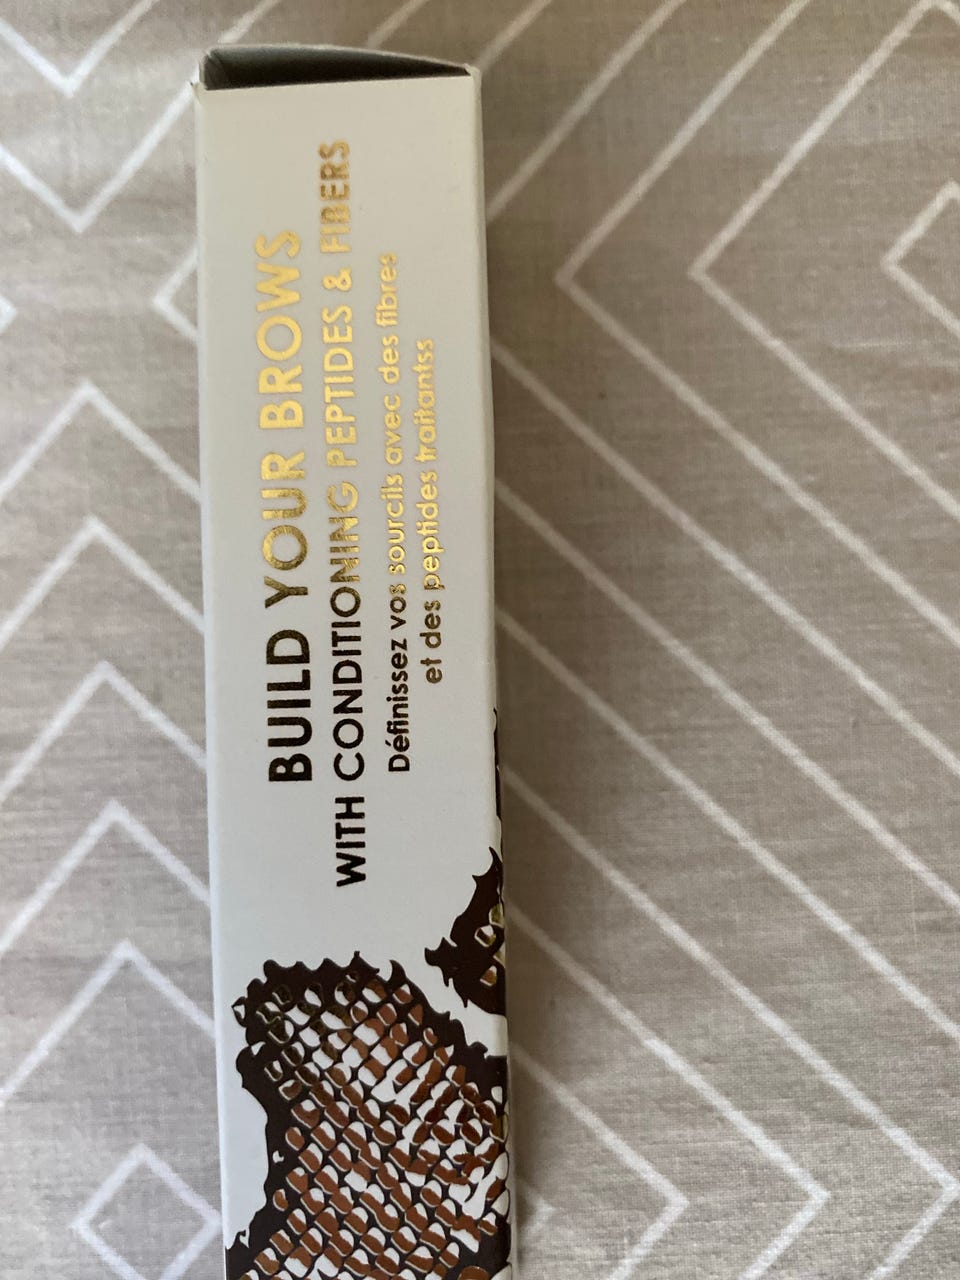 BUILD YOUR BROWS
WITH CONDITIONING PEPTIDES & FIBERS
Définissez vos sourcils avec des fibres
et des peptides traitantss